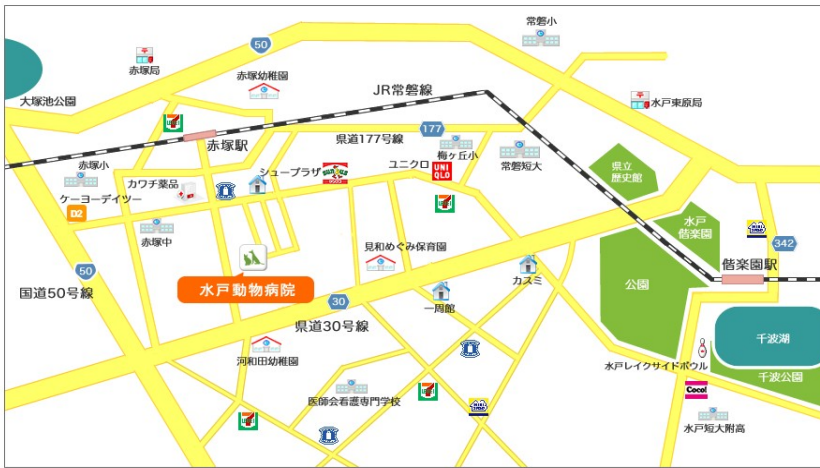 常磐小
50
赤塚局
赤塚幼稚園
大塚池公園
JR常磐線
水戸東原局
赤塚駅
県道177号線
177
梅ヶ丘小
常磐短大
赤塚小
カワチ薬品
シュープラザ
ユニクロ
UNI
QLO
県立
歴史館
ケーヨーデイツー
D2
赤塚中
水戸
偕楽園
342
見和めぐみ保育園
偕楽園駅
50
国道50号線
水戸動物病院
カスミ
公園
30
県道30号線
一周館
千波湖
河和田幼稚園
水戸レイクサイドボウル
千波公園
医師会看護専門学校
Coco!
水戸短大附高